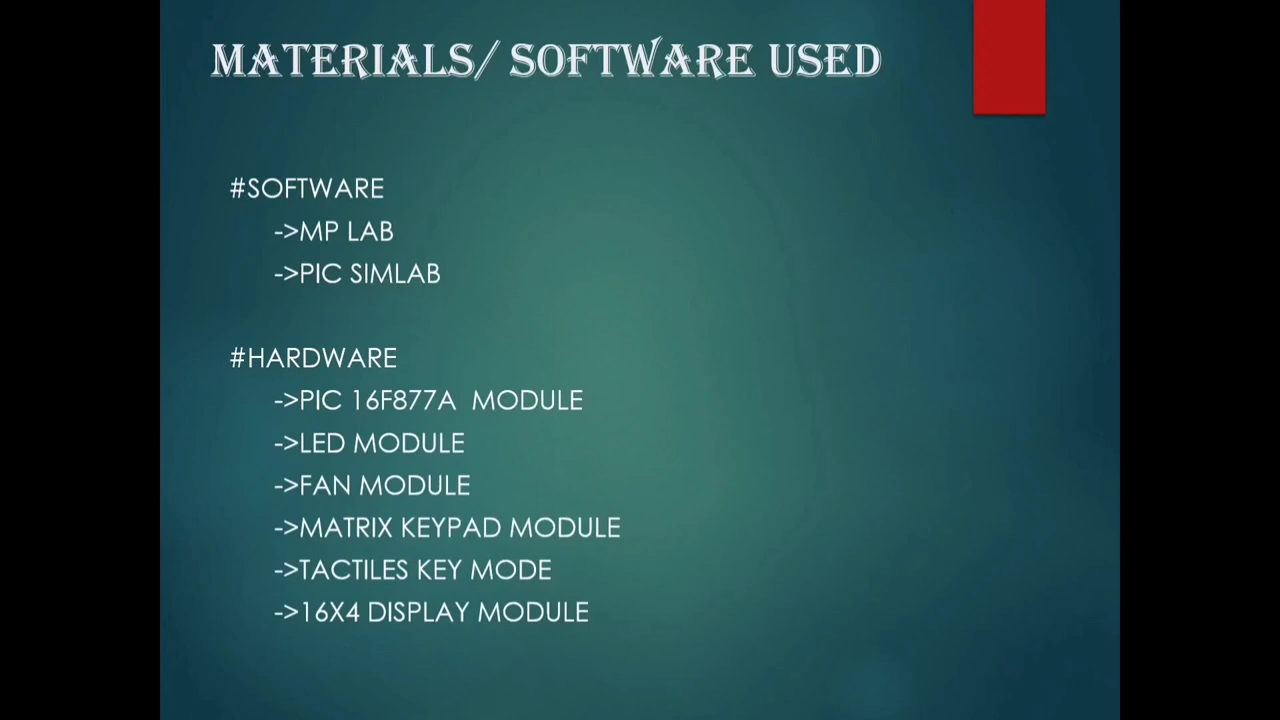 MATERIALS/ SOFTWARE USED
#SOFTWARE
->MP LAB
->PIC SIMLAB
#HARDWARE
->PIC 16F877A  MODULE
->LED MODULE
->FAN MODULE
->MATRIX KEYPAD MODULE
->TACTILES KEY MODE
->16X4 DISPLAY MODULE